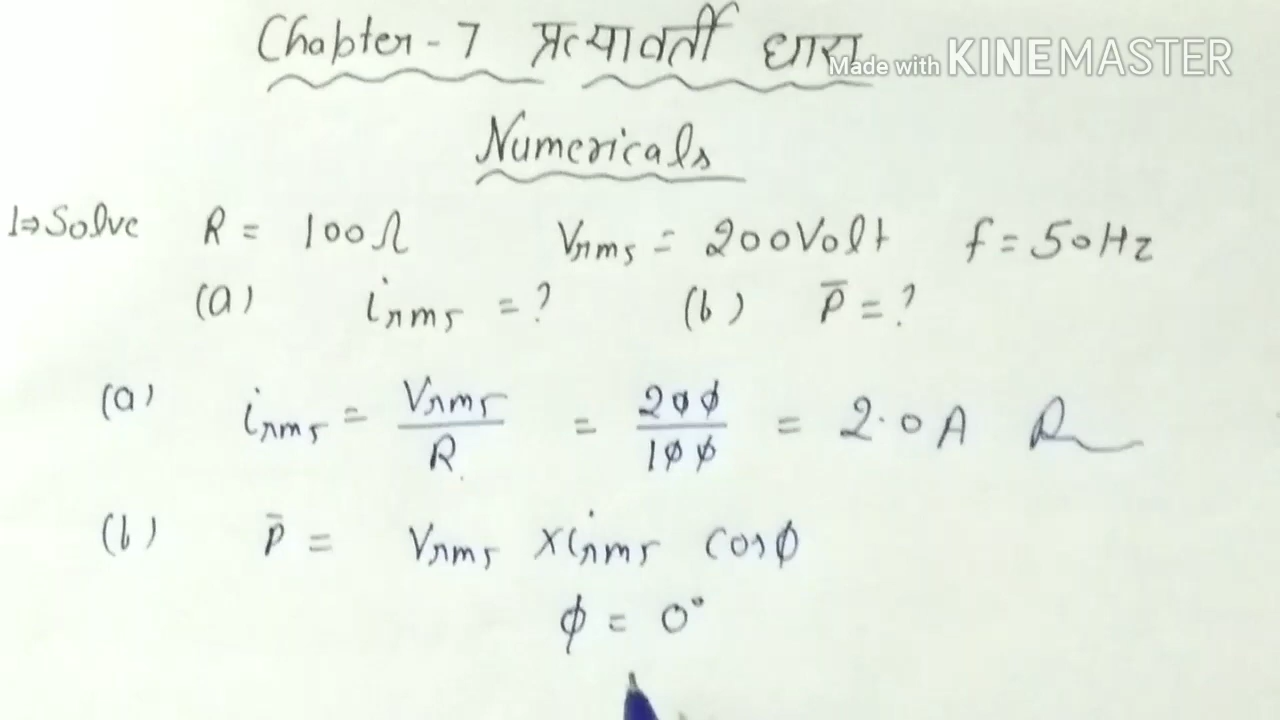 Chapter-7 प्रत्यावर्ती धारा
Made with KINEMASTER
Numericals
1⇒ Solve R = 100Ω Vrms = 200Volt f = 50Hz
(a) irms = ? (b) P̄ = ?
(a) irms = Vrms/R = 200/100 = 2.0A
(b) P̄ = Vrms × irms cosϕ
ϕ = 0°